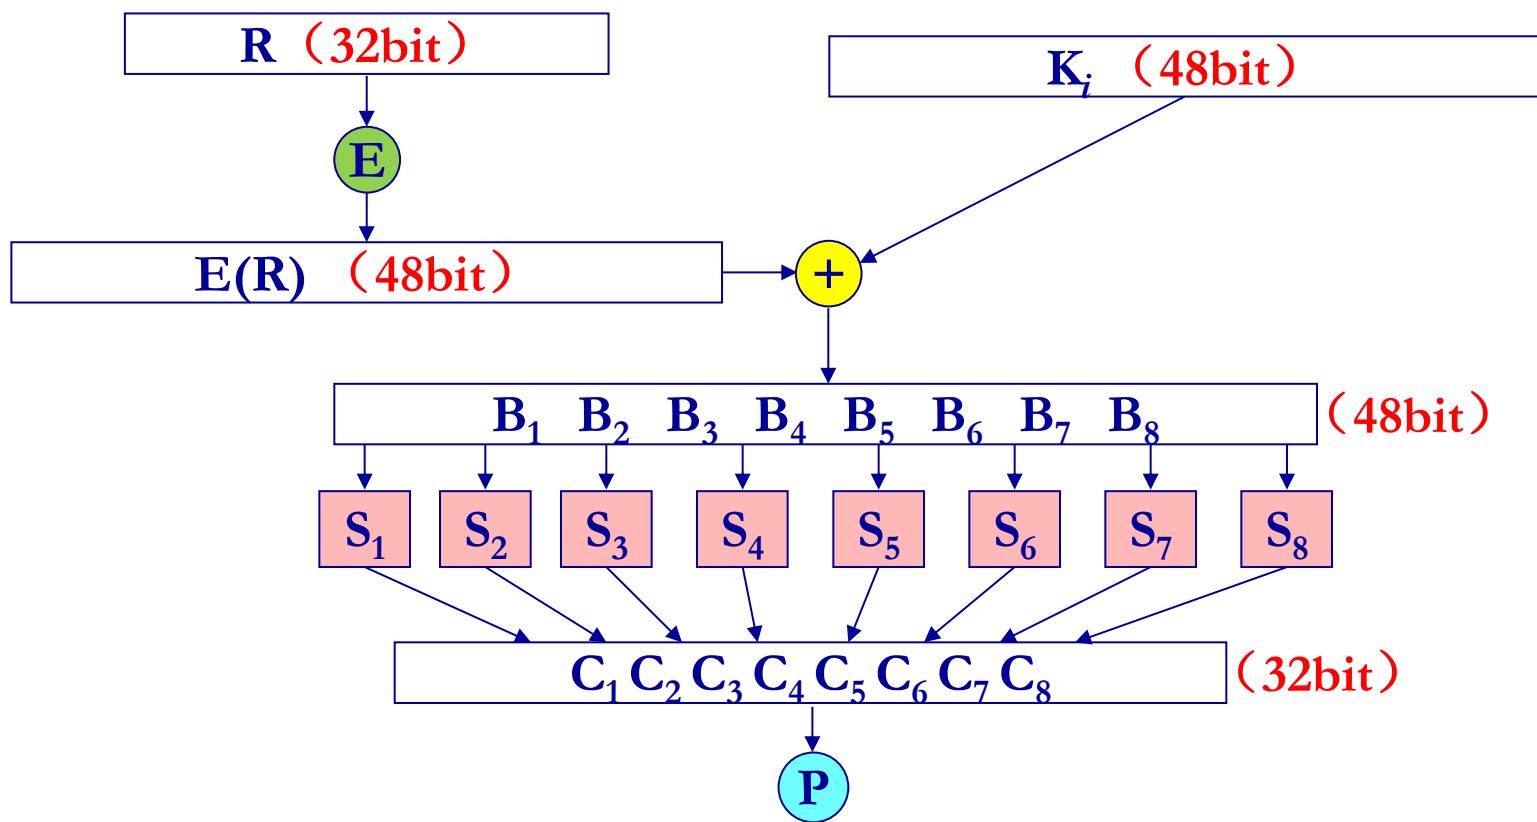 R（32bit）
Kᵢ（48bit）
E
E(R)（48bit）
+
B₁ B₂ B₃ B₄ B₅ B₆ B₇ B₈（48bit）
S₁ S₂ S₃ S₄ S₅ S₆ S₇ S₈
C₁ C₂ C₃ C₄ C₅ C₆ C₇ C₈（32bit）
P